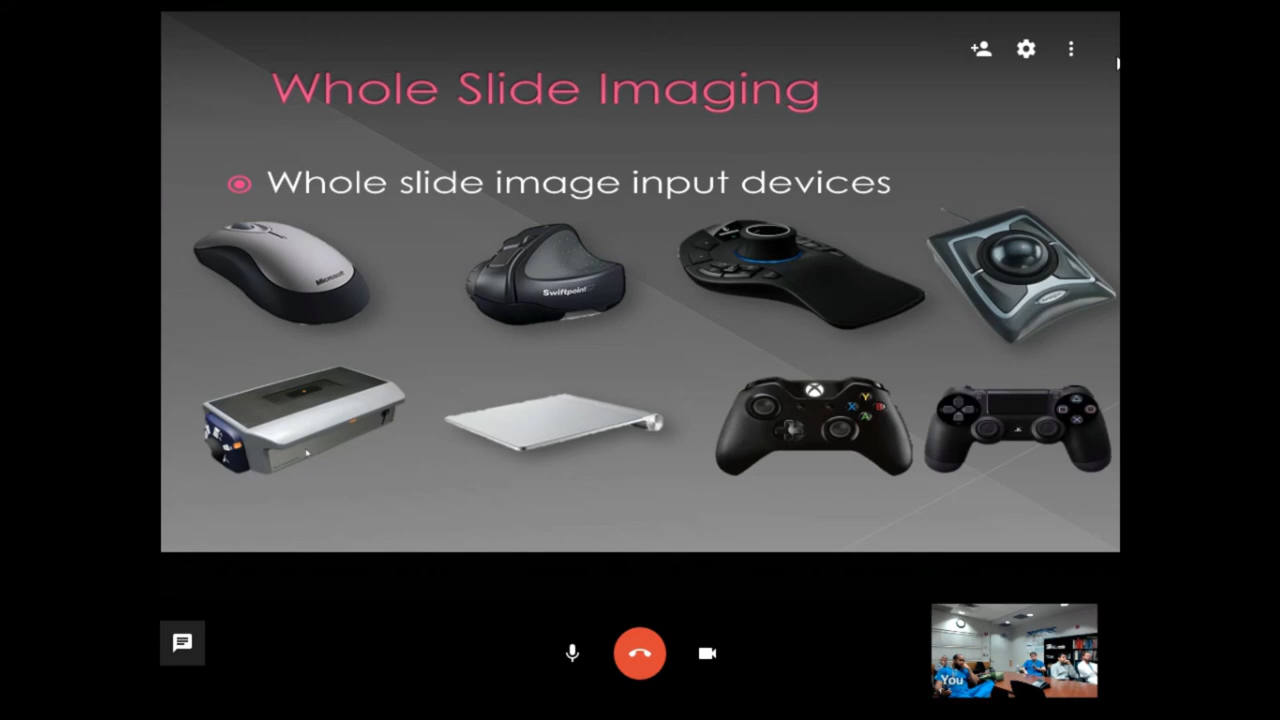 Whole Slide Imaging
Whole slide image input devices
Microsoft
Swiftpoint
Y
X
B
A
You